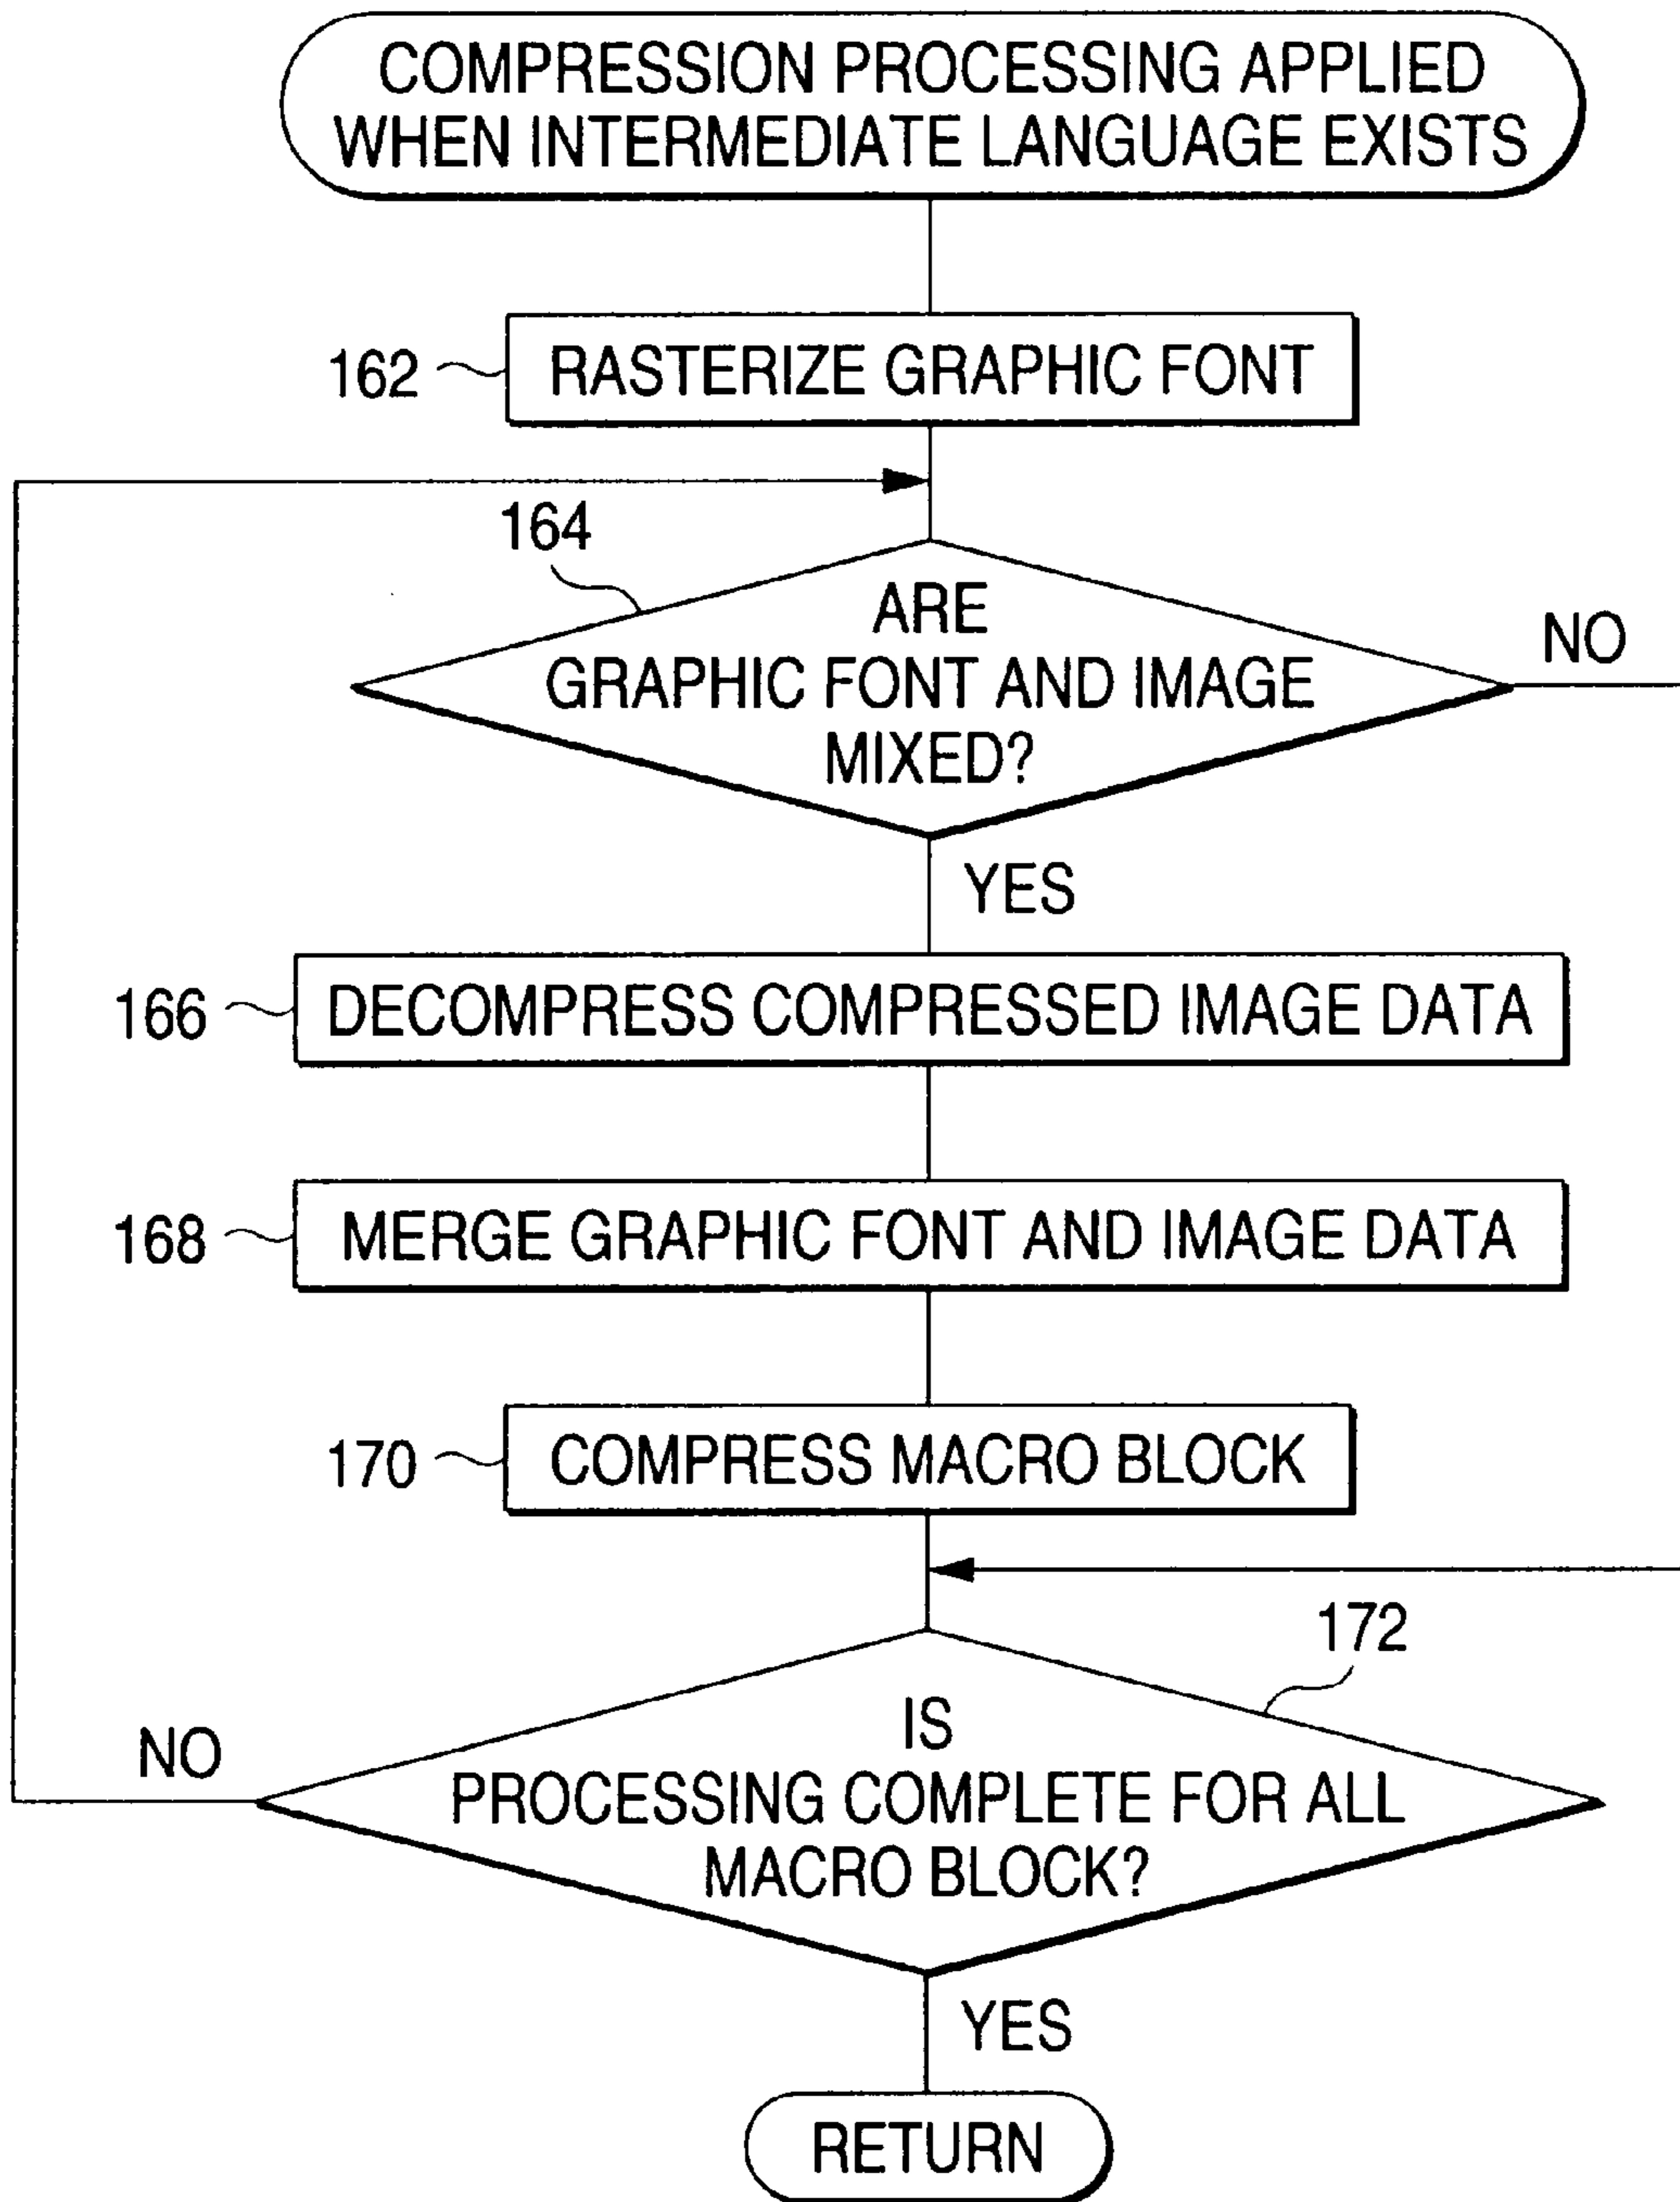 COMPRESSION PROCESSING APPLIED
WHEN INTERMEDIATE LANGUAGE EXISTS
162
RASTERIZE GRAPHIC FONT
164
ARE
GRAPHIC FONT AND IMAGE
MIXED?
NO
YES
166
DECOMPRESS COMPRESSED IMAGE DATA
168
MERGE GRAPHIC FONT AND IMAGE DATA
170
COMPRESS MACRO BLOCK
172
IS
PROCESSING COMPLETE FOR ALL
MACRO BLOCK?
NO
YES
RETURN